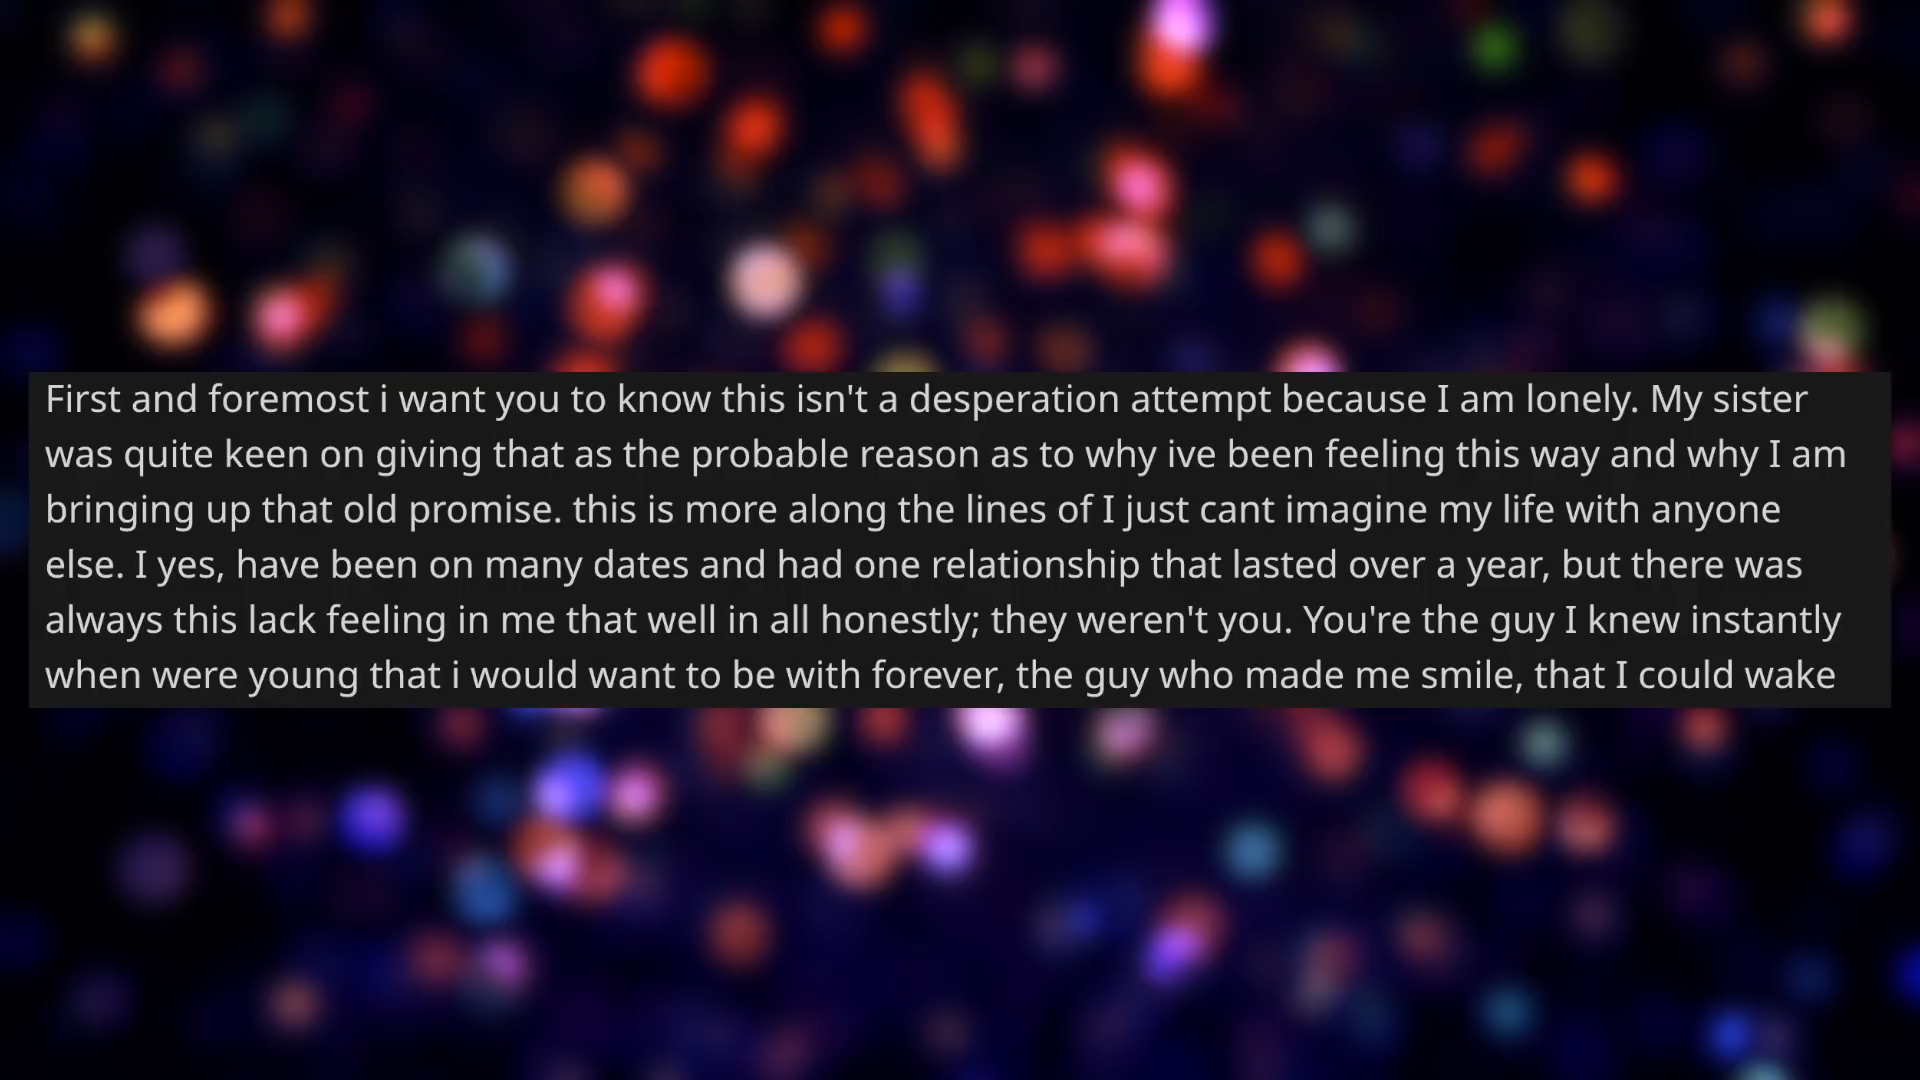 First and foremost i want you to know this isn't a desperation attempt because I am lonely. My sister
was quite keen on giving that as the probable reason as to why ive been feeling this way and why I am
bringing up that old promise. this is more along the lines of I just cant imagine my life with anyone
else. I yes, have been on many dates and had one relationship that lasted over a year, but there was
always this lack feeling in me that well in all honestly; they weren't you. You're the guy I knew instantly
when were young that i would want to be with forever, the guy who made me smile, that I could wake